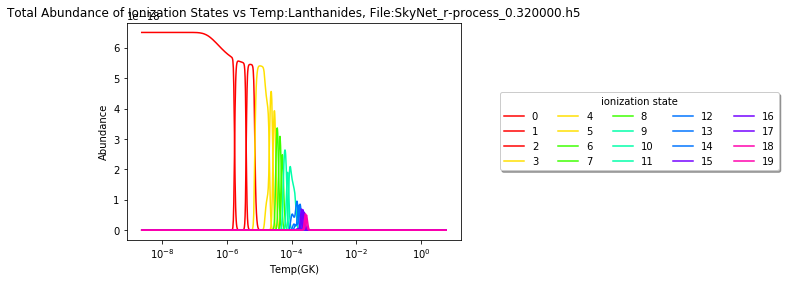 Total Abundance of Ionization States vs Temp:Lanthanides, File:SkyNet_r-process_0.320000.h5
6
5
4
3
2
1
0
Abundance
10⁻⁸ 10⁻⁶ 10⁻⁴ 10⁻² 10⁰
Temp(GK)
ionization state
0 4 8 12 16
1 5 9 13 17
2 6 10 14 18
3 7 11 15 19